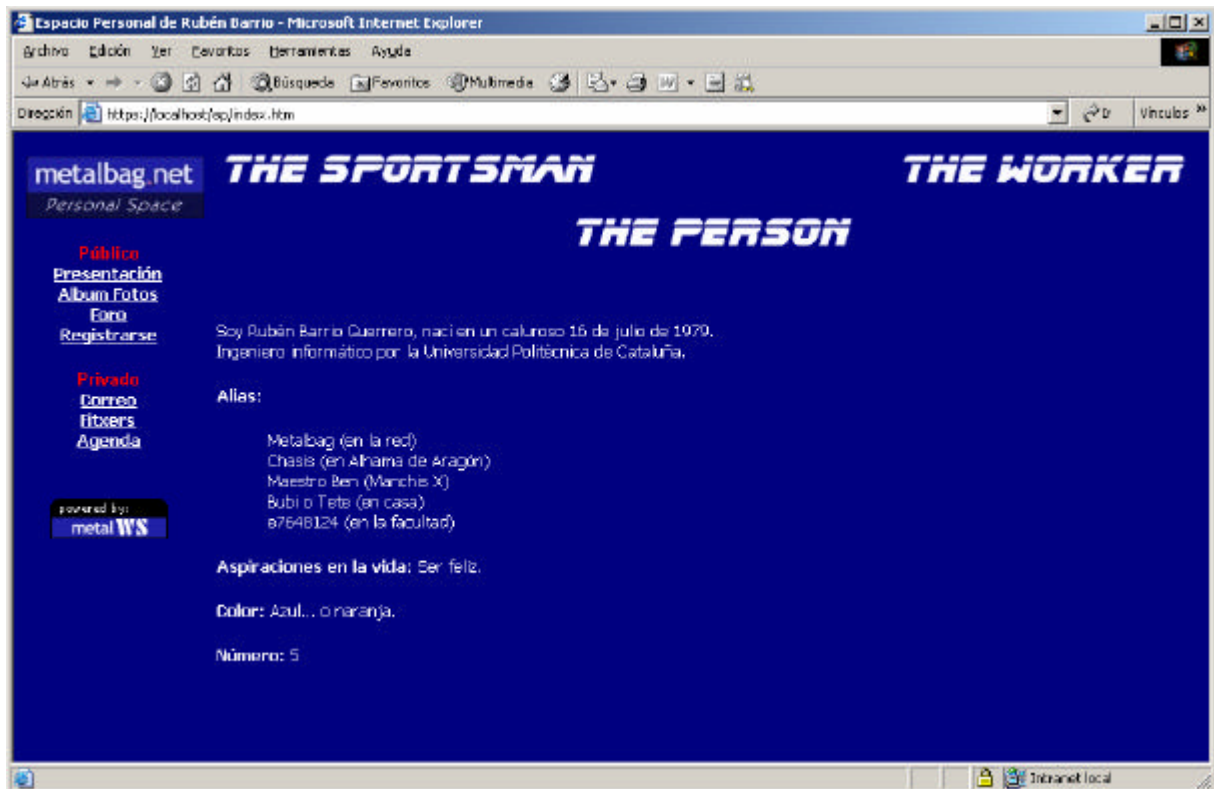 Espacio Personal de Rubén Barrio - Microsoft Internet Explorer
Archivo Edición Ver Favoritos Herramientas Ayuda
Atrás Búsqueda Favoritos Multimedia
Dirección https://localhost/ep/index.htm Ir Vínculos »
metalbag.net
Personal Space
THE SPORTSMAN THE WORKER
THE PERSON
Público
Presentación
Album Fotos
Foro
Registrarse
Privado
Correo
Fitxers
Agenda
powered by:
metal WS
Soy Rubén Barrio Guerrero, nací en un caluroso 16 de julio de 1979.
Ingeniero informático por la Universidad Politécnica de Cataluña.
Alias:
Metalbag (en la red)
Chasis (en Alhama de Aragón)
Maestro Ben (Manchis X)
Bubi o Tete (en casa)
e7648124 (en la facultad)
Aspiraciones en la vida: Ser feliz.
Color: Azul... o naranja.
Número: 5
Intranet local